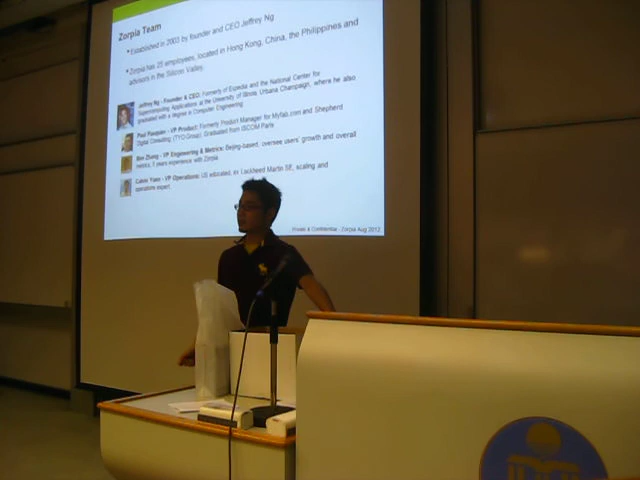 Zorpia Team
•Established in 2003 by founder and CEO Jeffrey Ng
•Zorpia has 25 employees, located in Hong Kong, China, the Philippines and
advisors in the Silicon Valley.
Jeffrey Ng - Founder & CEO: Formerly of Expedia and the National Center for
Supercomputing Applications at the University of Illinois, Urbana Champaign, where he also
graduated with a degree in Computer Engineering
Paul Pasquier - VP Product: Formerly Product Manager for Myfab.com and Shepherd
Digital Consulting; (TYO Group). Graduated from ISCOM Paris
Ben Zhang - VP Engineering & Metrics: Beijing-based, oversee users' growth and overall
metrics, 7 years experience with Zorpia
Calvin Yuen - VP Operations: US educated, ex Lockheed Martin SE, scaling and
operations expert
Private & Confidential - Zorpia Aug 2012